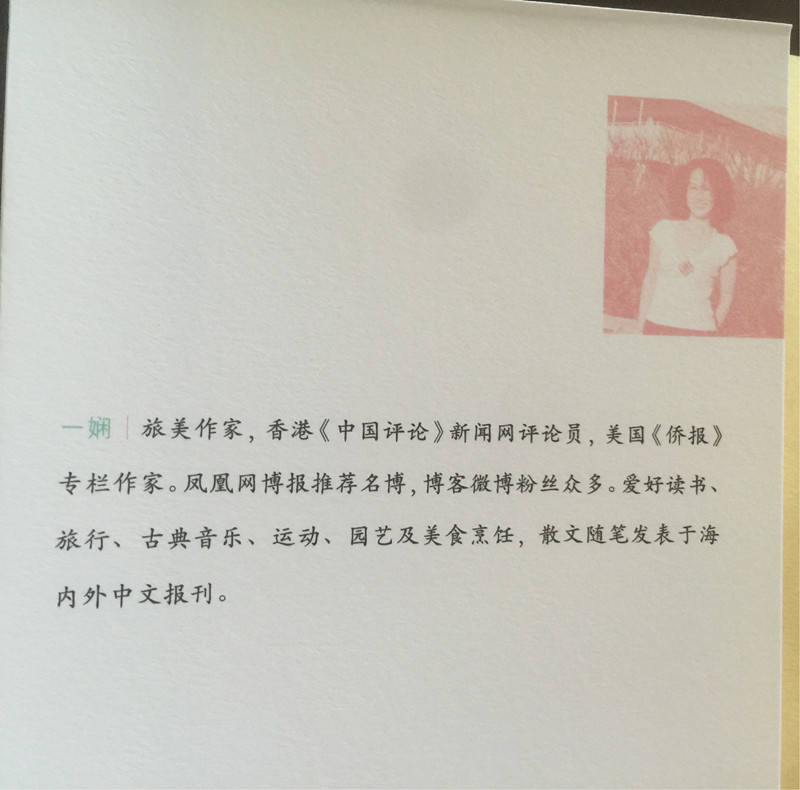 一娴｜旅美作家，香港《中国评论》新闻网评论员，美国《侨报》
专栏作家。凤凰网博报推荐名博，博客微博粉丝众多。爱好读书、
旅行、古典音乐、运动、园艺及美食烹饪，散文随笔发表于海
内外中文报刊。